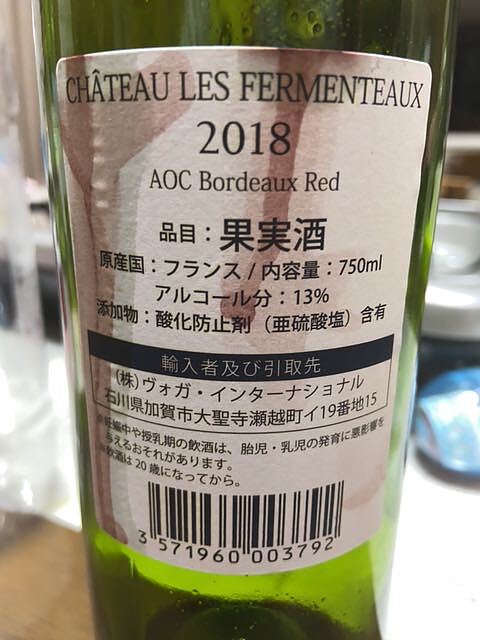 CHÂTEAU LES FERMENTEAUX
2018
AOC Bordeaux Red
品目：果実酒
原産国：フランス / 内容量：750ml
アルコール分：13%
添加物：酸化防止剤（亜硫酸塩）含有
輸入者及び引取先
(株)ヴォガ・インターナショナル
石川県加賀市大聖寺瀬越町イ19番地15
※妊娠中や授乳期の飲酒は、胎児・乳児の発育に悪影響を
与えるおそれがあります。
※飲酒は20歳になってから。
3 571960 003792